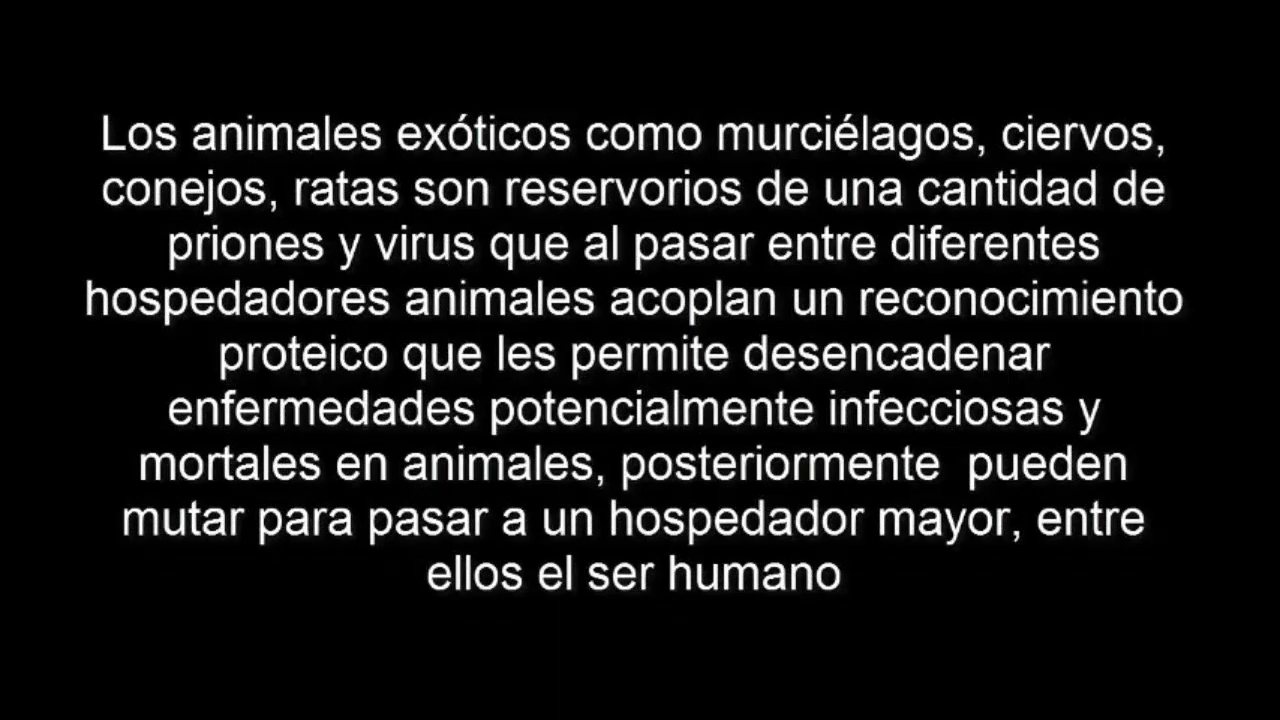 Los animales exóticos como murciélagos, ciervos,
conejos, ratas son reservorios de una cantidad de
priones y virus que al pasar entre diferentes
hospedadores animales acoplan un reconocimiento
proteico que les permite desencadenar
enfermedades potencialmente infecciosas y
mortales en animales, posteriormente  pueden
mutar para pasar a un hospedador mayor, entre
ellos el ser humano